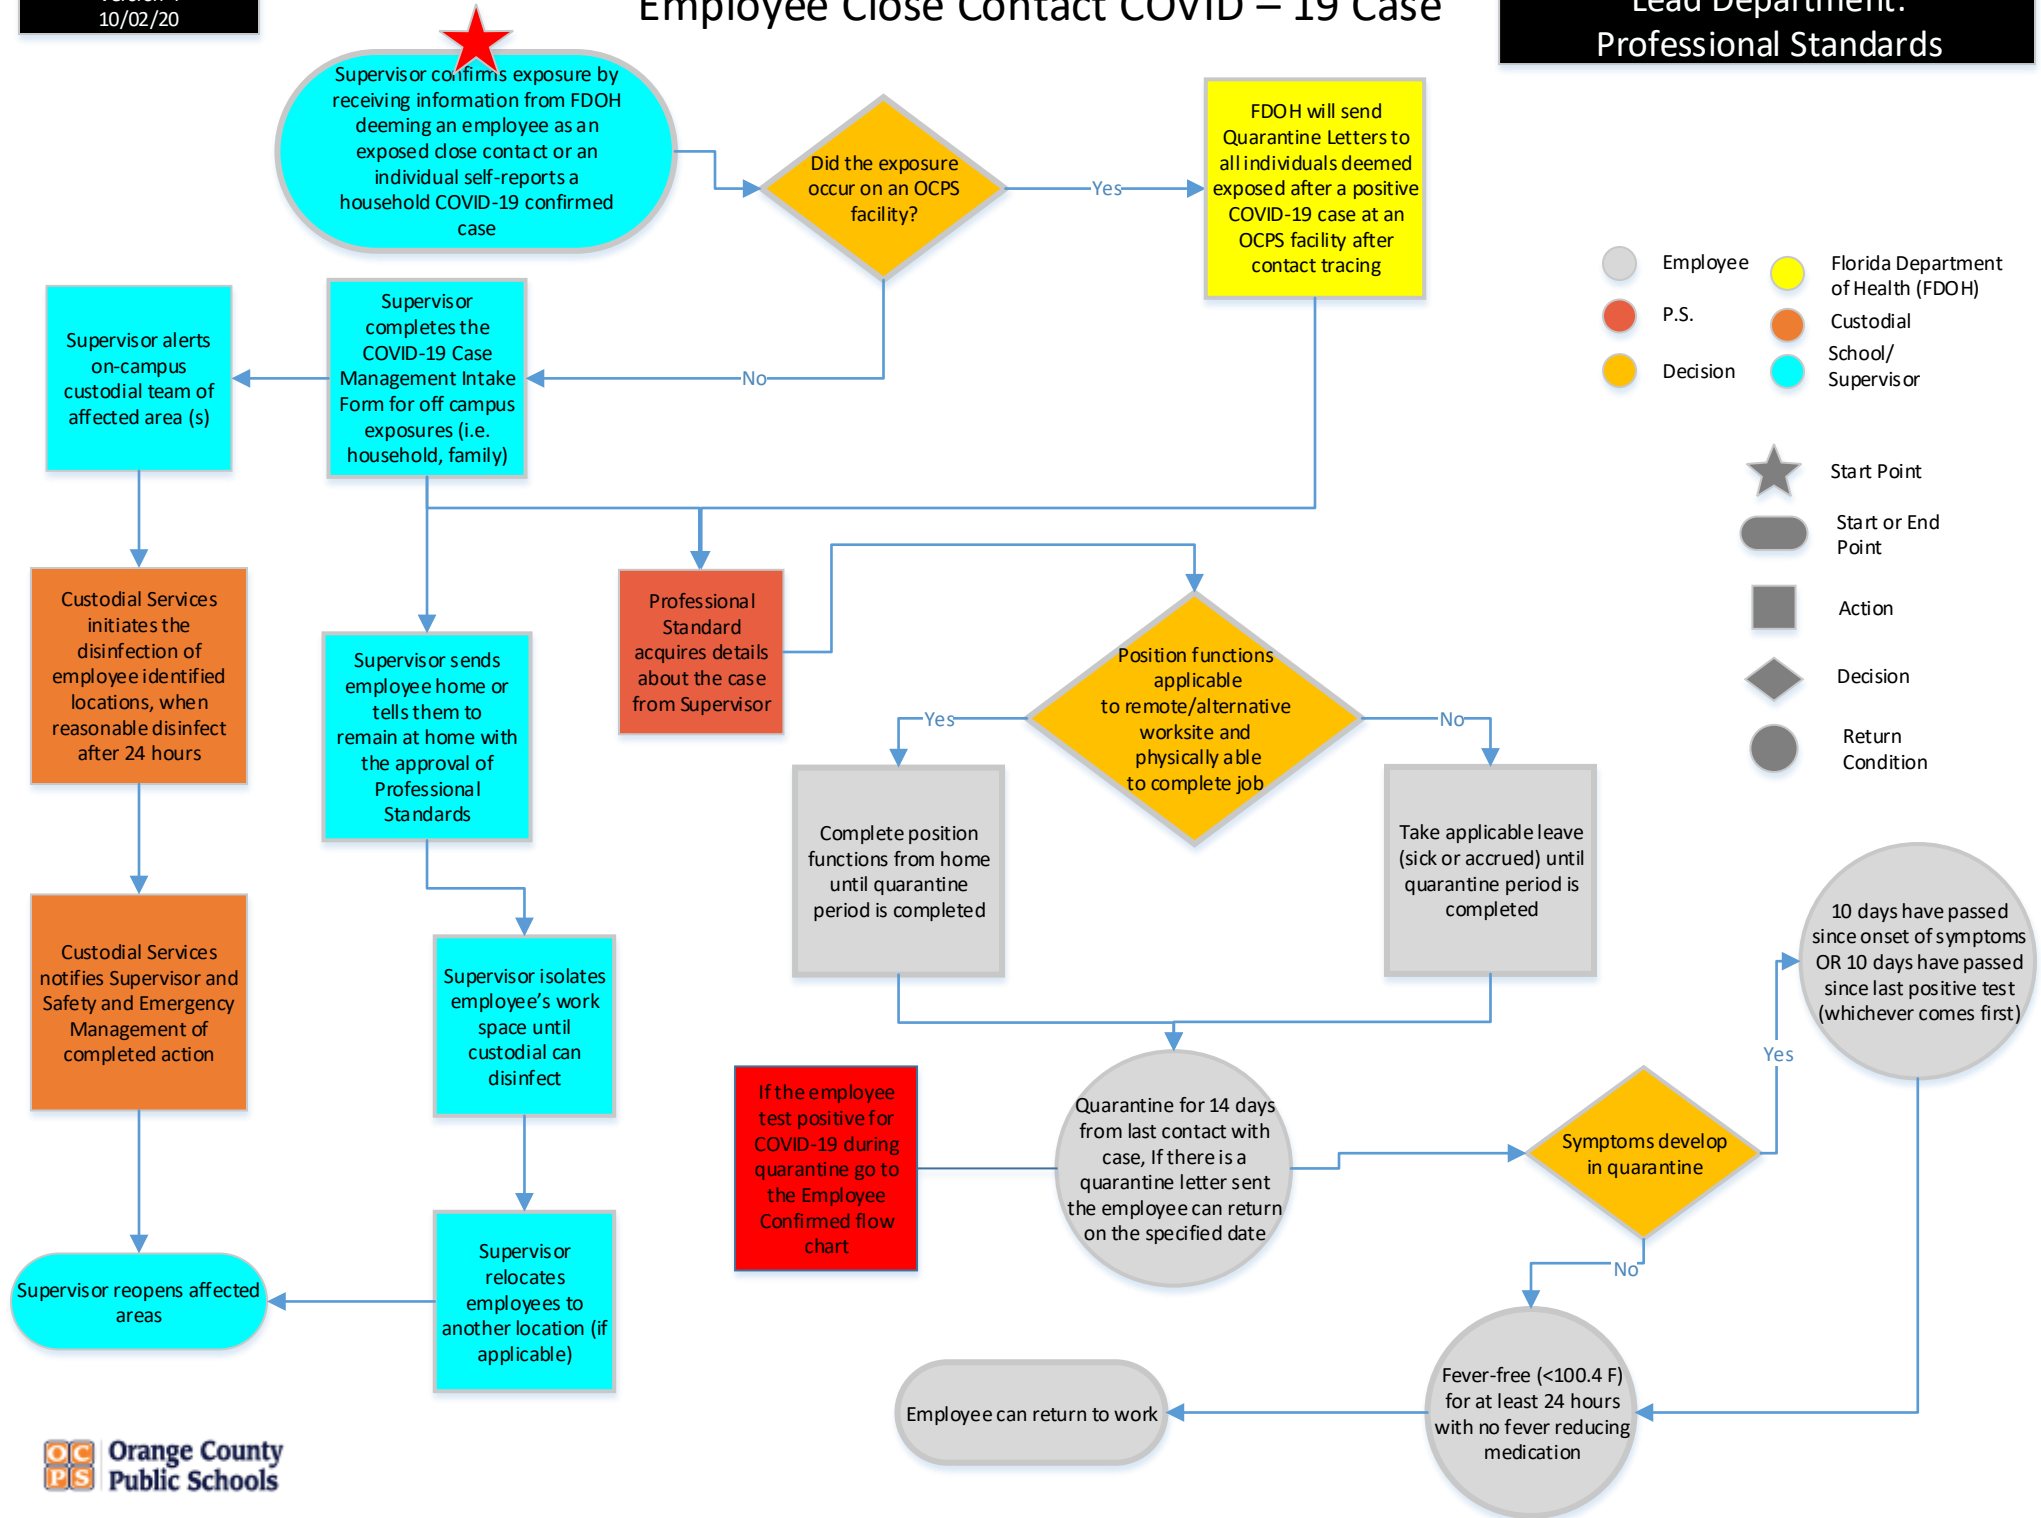 10/02/20
Employee Close Contact COVID – 19 Case
Lead Department:
Professional Standards
Supervisor confirms exposure by
receiving information from FDOH
deeming an employee as an
exposed close contact or an
individual self-reports a
household COVID-19 confirmed
case
Did the exposure
occur on an OCPS
facility?
Yes
FDOH will send
Quarantine Letters to
all individuals deemed
exposed after a positive
COVID-19 case at an
OCPS facility after
contact tracing
No
Supervisor
completes the
COVID-19 Case
Management Intake
Form for off campus
exposures (i.e.
household, family)
Supervisor alerts
on-campus
custodial team of
affected area (s)
Employee
P.S.
Decision
Florida Department
of Health (FDOH)
Custodial
School/
Supervisor
Start Point
Start or End
Point
Action
Decision
Return
Condition
Custodial Services
initiates the
disinfection of
employee identified
locations, when
reasonable disinfect
after 24 hours
Supervisor sends
employee home or
tells them to
remain at home with
the approval of
Professional
Standards
Professional
Standard
acquires details
about the case
from Supervisor
Position functions
applicable
to remote/alternative
worksite and
physically able
to complete job
Yes
No
Complete position
functions from home
until quarantine
period is completed
Take applicable leave
(sick or accrued) until
quarantine period is
completed
Custodial Services
notifies Supervisor and
Safety and Emergency
Management of
completed action
Supervisor isolates
employee's work
space until
custodial can
disinfect
If the employee
test positive for
COVID-19 during
quarantine go to
the Employee
Confirmed flow
chart
Quarantine for 14 days
from last contact with
case, If there is a
quarantine letter sent
the employee can return
on the specified date
Symptoms develop
in quarantine
Yes
10 days have passed
since onset of symptoms
OR 10 days have passed
since last positive test
(whichever comes first)
No
Supervisor
relocates
employees to
another location (if
applicable)
Supervisor reopens affected
areas
Fever-free (<100.4 F)
for at least 24 hours
with no fever reducing
medication
Employee can return to work
OC
PS
Orange County
Public Schools